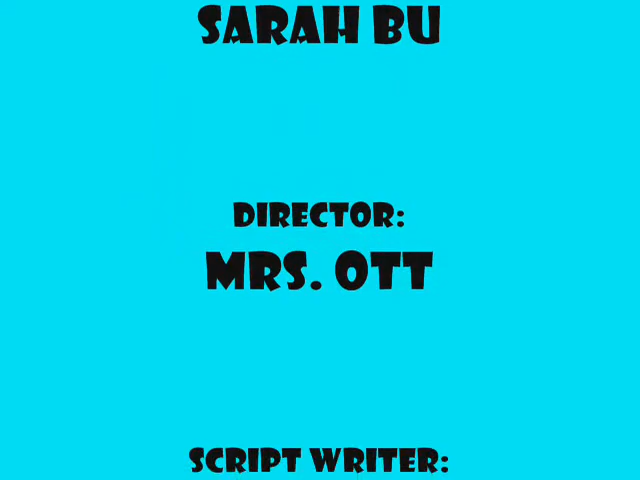 SARAH BU
DIRECTOR:
MRS. OTT
SCRIPT WRITER: